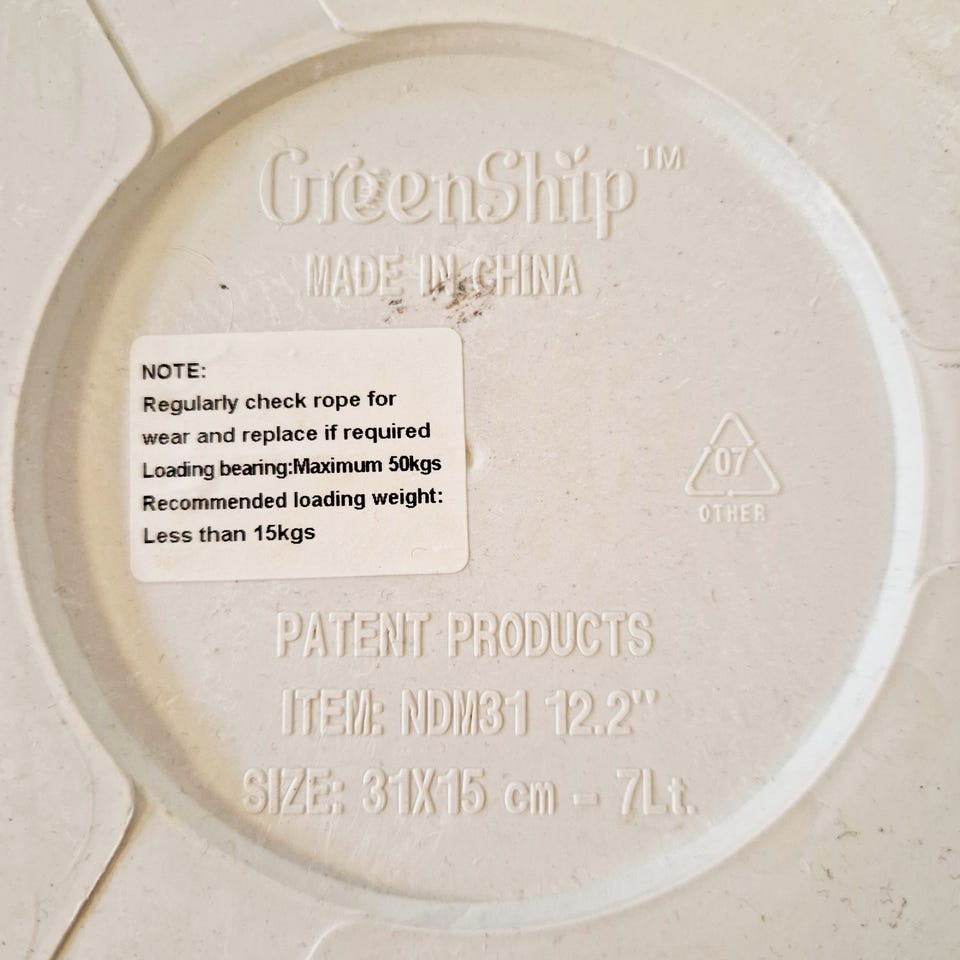 GreenShip™
MADE IN CHINA
NOTE:
Regularly check rope for
wear and replace if required
Loading bearing:Maximum 50kgs
Recommended loading weight:
Less than 15kgs
07
OTHER
PATENT PRODUCTS
ITEM: NDM31 12.2"
SIZE: 31X15 cm - 7Lt.